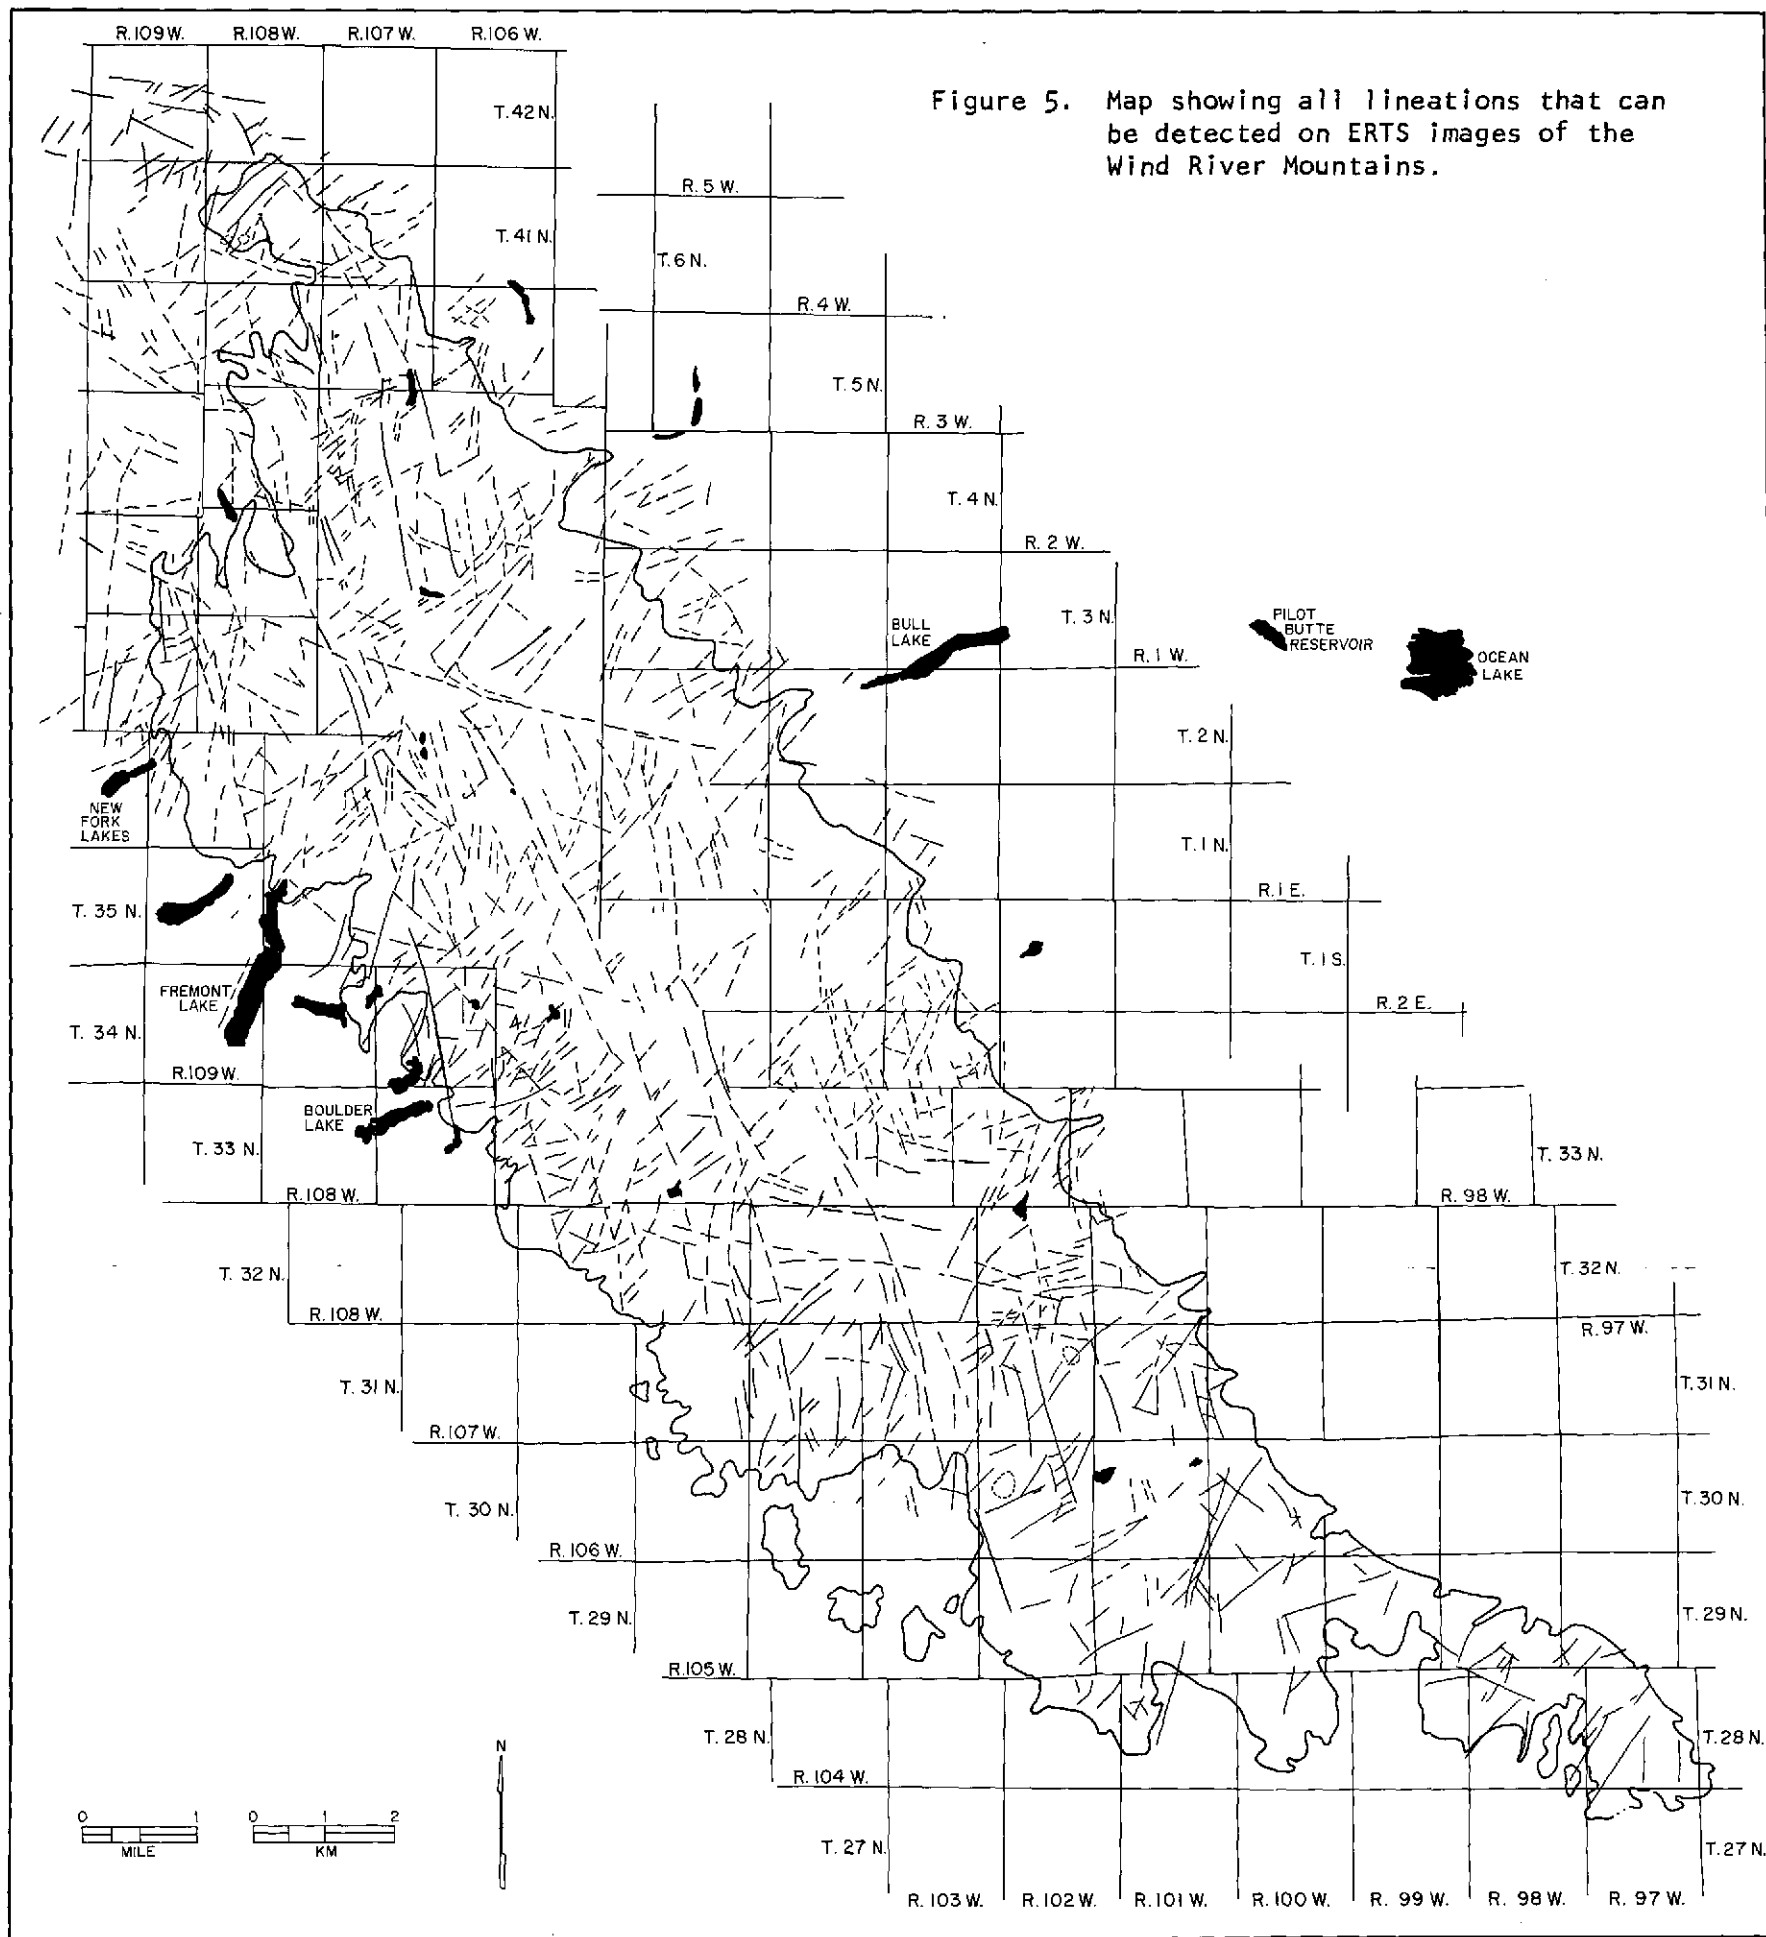 R.109W. R.108W. R.107W. R.106W.
Figure 5. Map showing all lineations that can
be detected on ERTS images of the
Wind River Mountains.
T.42N.
R.5W.
T.41N.
T.6N.
R.4W.
T.5N.
R.3W.
T.4N.
R.2W.
T.3N.
BULL
LAKE
PILOT
BUTTE
RESERVOIR
OCEAN
LAKE
R.1W.
T.2N.
NEW
FORK
LAKES
T.1N.
R.1E.
T.35N.
T.1S.
FREMONT
LAKE
R.2E.
T.34N.
R.109W.
BOULDER
LAKE
T.33N.
T.33N.
R.108W.
R.98W.
T.32N.
T.32N.
R.108W.
R.97W.
T.31N.
T.31N.
R.107W.
T.30N.
T.30N.
R.106W.
T.29N.
T.29N.
R.105W.
T.28N.
T.28N.
N
R.104W.
0 1
MILE
0 1 2
KM
T.27N.
T.27N.
R.103W. R.102W. R.101W. R.100W. R.99W. R.98W. R.97W.